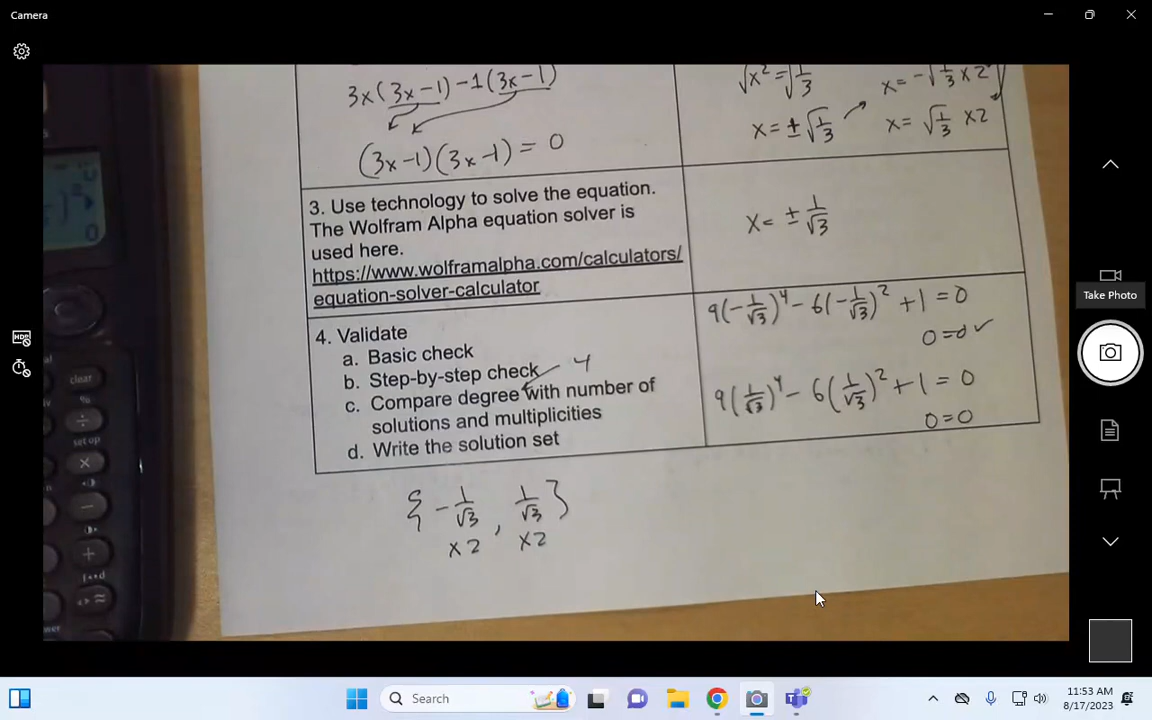 Camera
3x(3x-1)-1(3x-1)
(3x-1)(3x-1) = 0
√x² = √1/3
x = ±√1/3
x = -√1/3 x2
x = √1/3 x2
3. Use technology to solve the equation.
The Wolfram Alpha equation solver is
used here.
https://www.wolframalpha.com/calculators/
equation-solver-calculator
x = ± 1/√3
4. Validate
a. Basic check
b. Step-by-step check
c. Compare degree with number of
solutions and multiplicities
d. Write the solution set
4
9(-1/√3)⁴ - 6(-1/√3)² + 1 = 0
0 = 0 ✓
9(1/√3)⁴ - 6(1/√3)² + 1 = 0
0 = 0
{ -1/√3 , 1/√3 }
x2 x2
set up
Take Photo
Search
11:53 AM
8/17/2023